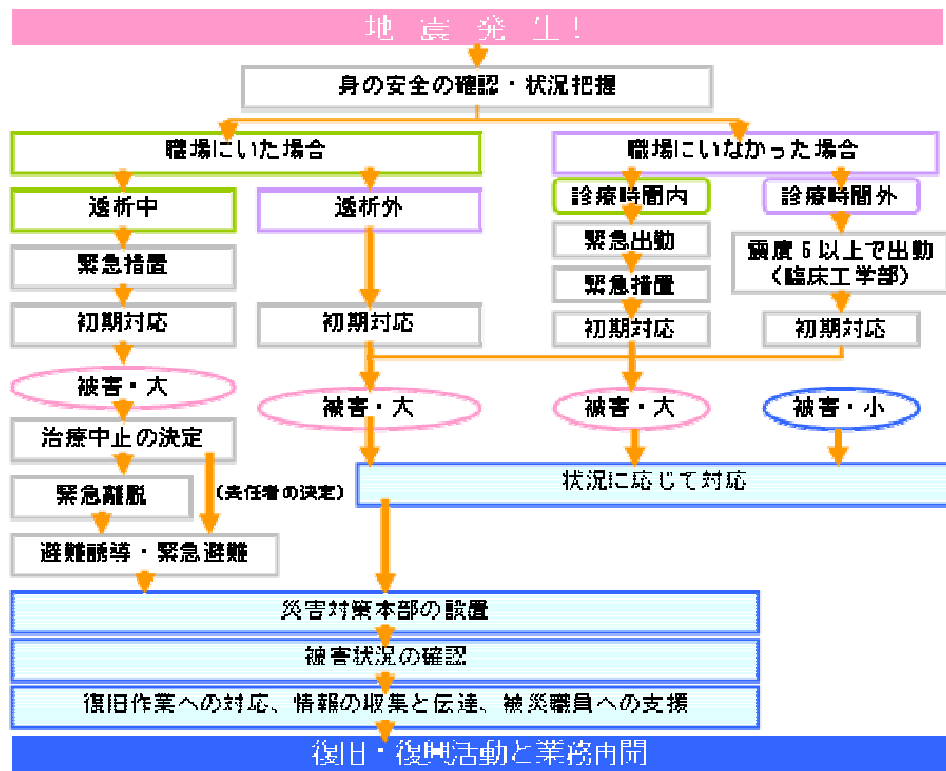 地 震 発 生!
身の安全の確認・状況把握
職場にいた場合
職場にいなかった場合
透析中
透析外
診療時間内
診療時間外
緊急措置
緊急出勤
震度6以上で出動
(臨床工学部)
緊急措置
初期対応
初期対応
初期対応
初期対応
被害・大
被害・大
被害・大
被害・小
治療中止の決定
状況に応じて対応
緊急離脱
(責任者の決定)
避難誘導・緊急避難
災害対策本部の設置
被害状況の確認
復旧作業への対応、情報の収集と伝達、被災職員への支援
復旧・復興活動と業務再開